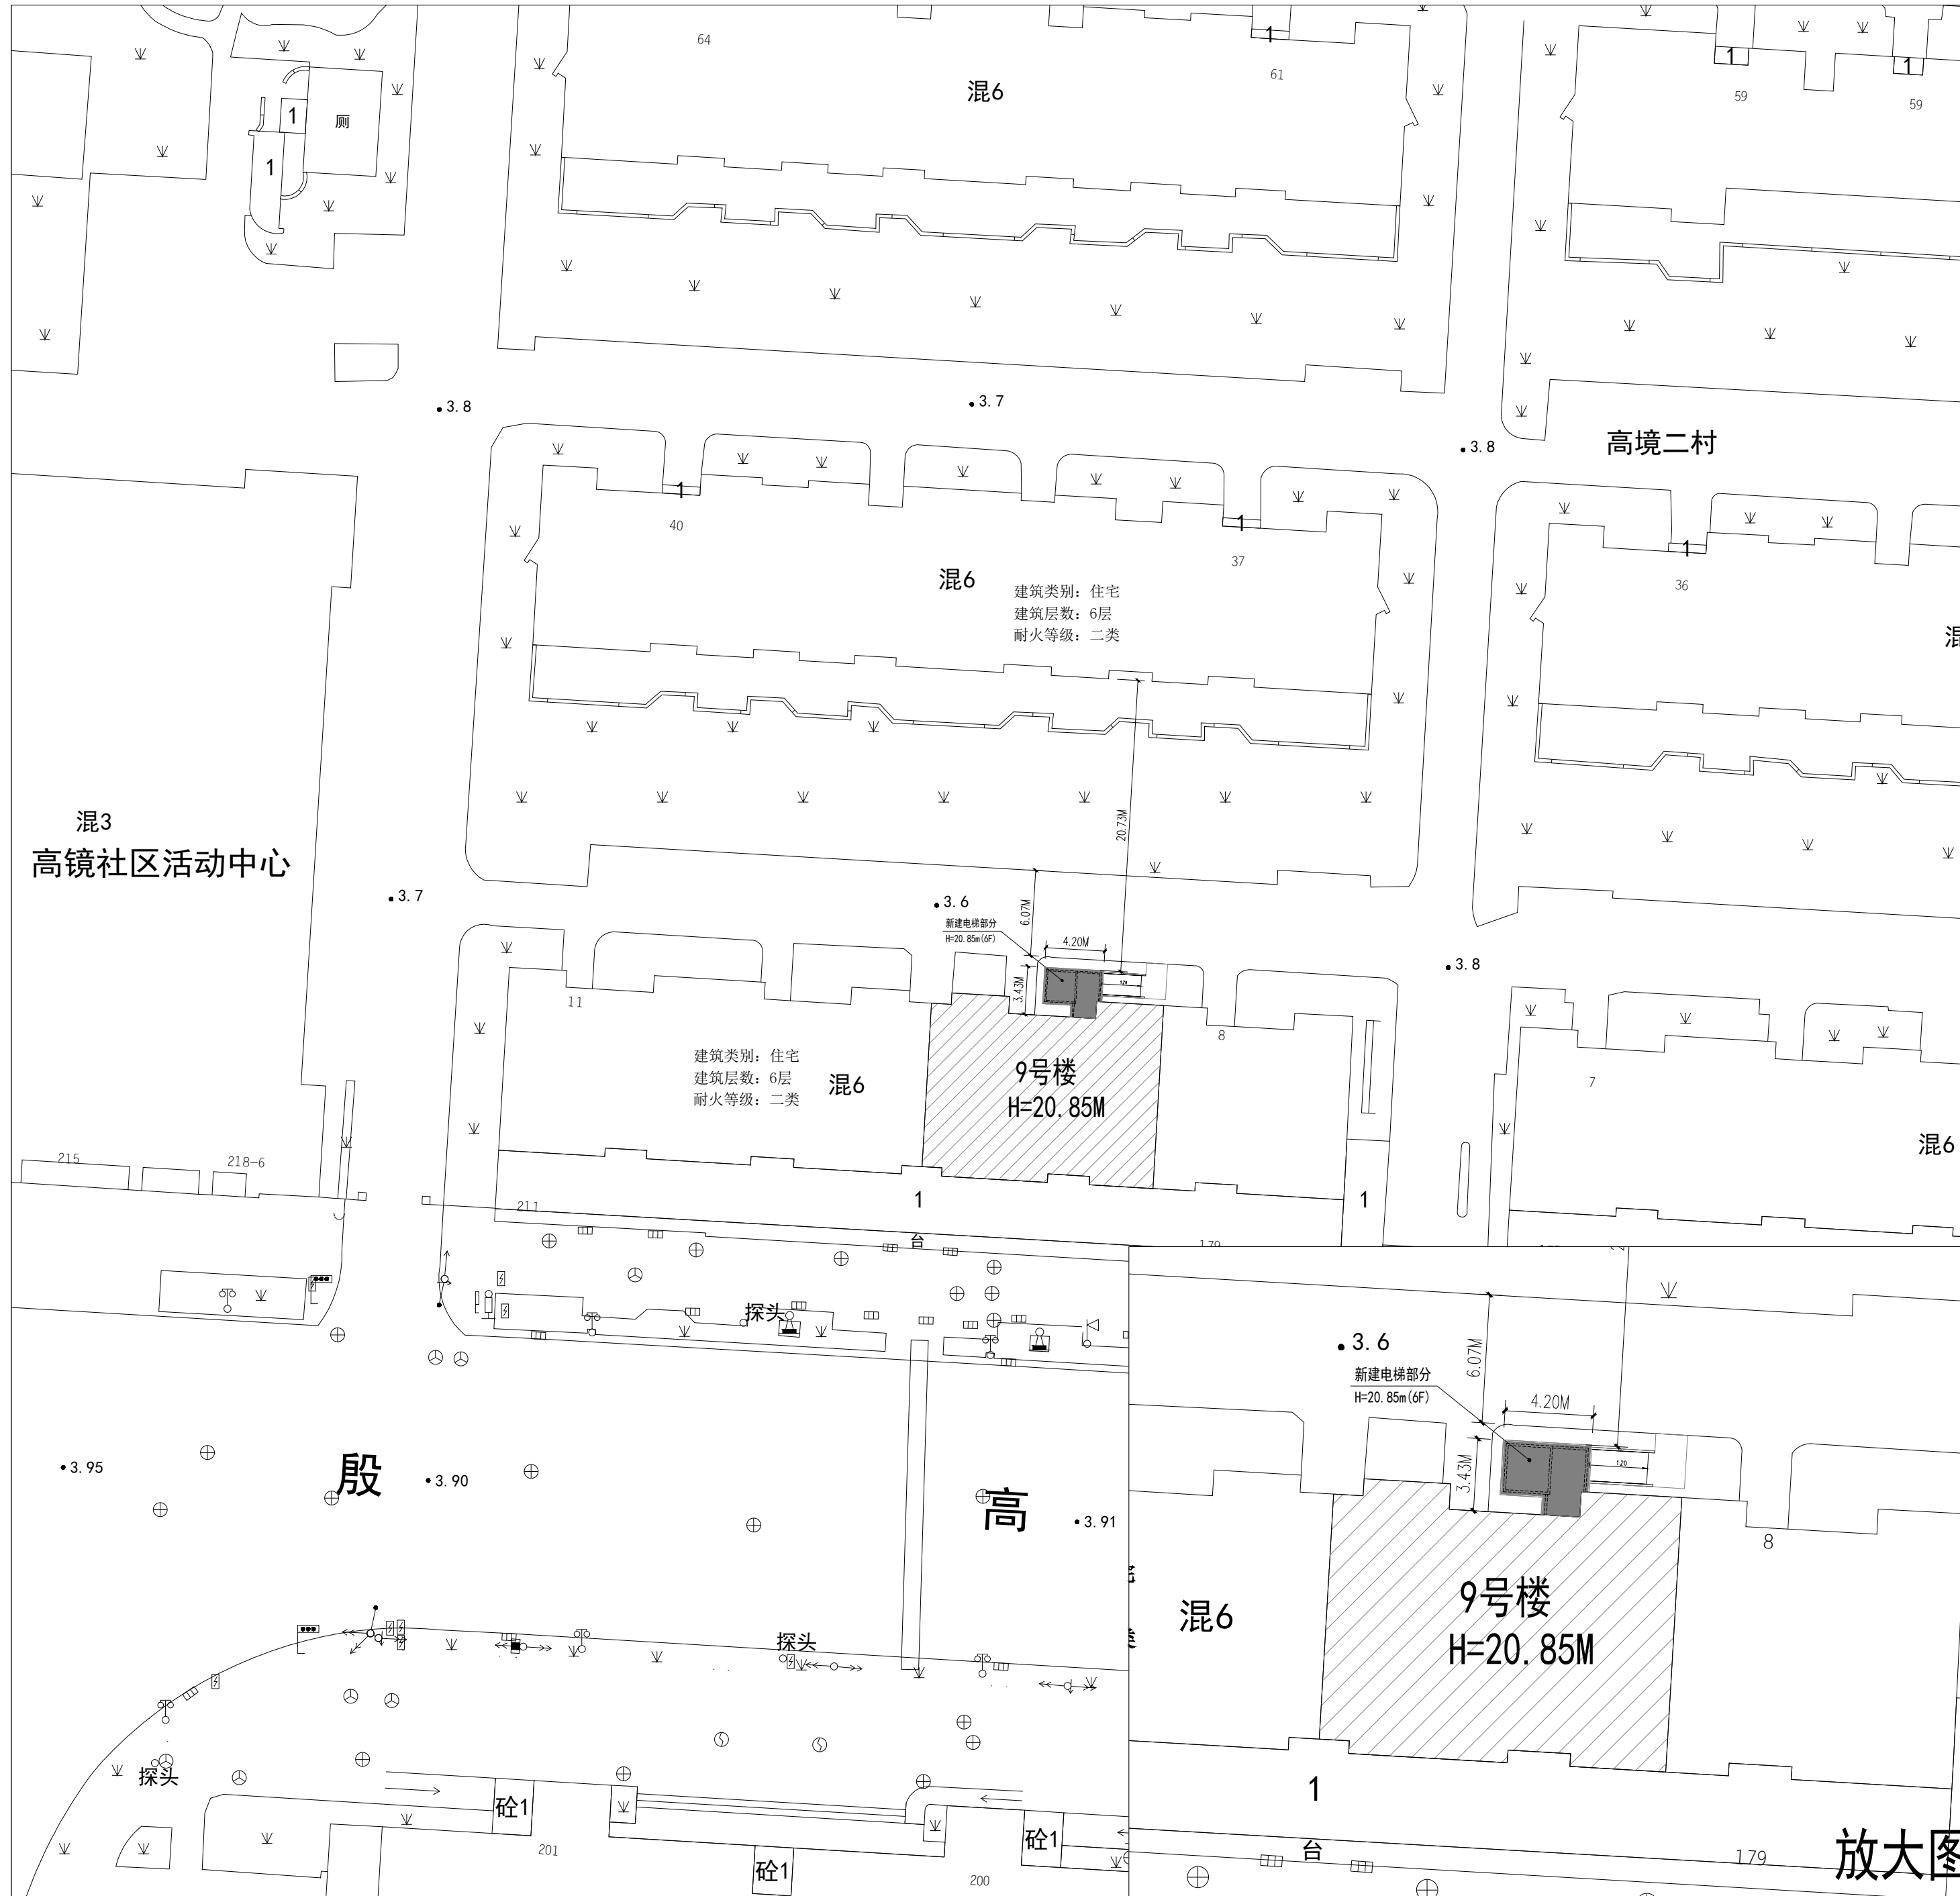 64
混6
61
1
1
59
1
59
1
厕
1
3.8
3.7
3.8
高境二村
1
40
1
37
1
36
混6
建筑类别：住宅
建筑层数：6层
耐火等级：二类
20.73M
混3
高镜社区活动中心
3.7
3.6
6.07M
新建电梯部分
H=20.85m(6F)
4.20M
3.43M
120
3.8
11
8
7
建筑类别：住宅
建筑层数：6层
耐火等级：二类
混6
9号楼
H=20.85M
混6
215
218-6
211
1
1
台
179
探头
3.95
殷
3.90
高
3.91
探头
探头
砼1
201
砼1
200
砼1
3.6
6.07M
新建电梯部分
H=20.85m(6F)
4.20M
3.43M
120
8
混6
9号楼
H=20.85M
1
台
179
放大图